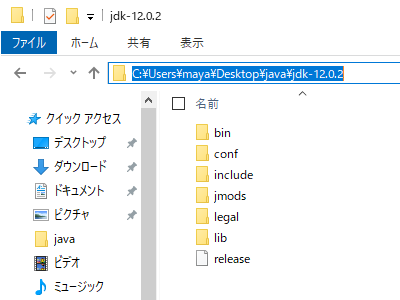 jdk-12.0.2
ファイル ホーム 共有 表示
C:¥Users¥maya¥Desktop¥java¥jdk-12.0.2
名前
クイック アクセス
デスクトップ
ダウンロード
ドキュメント
ピクチャ
java
ビデオ
ミュージック
bin
conf
include
jmods
legal
lib
release